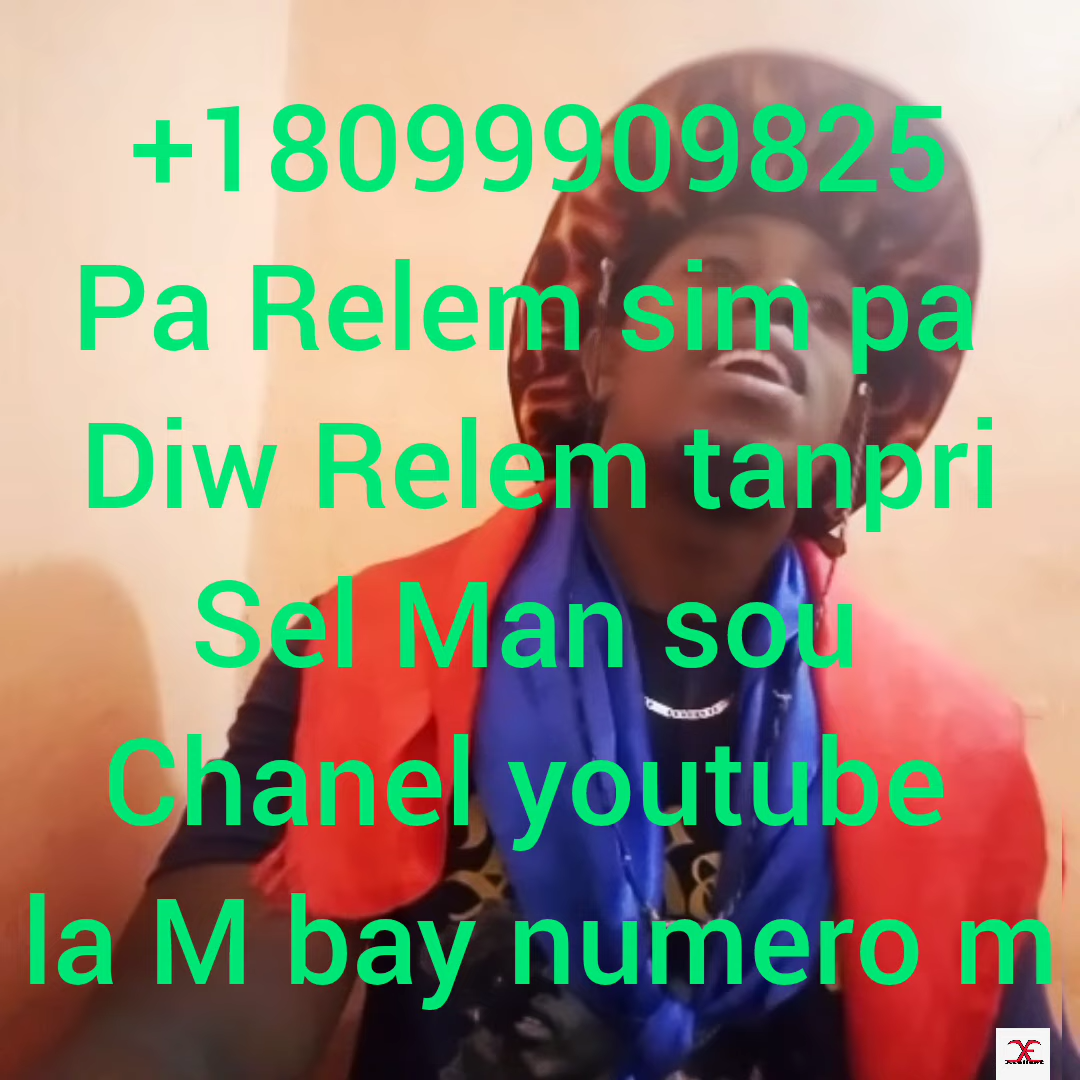 +18099909825
Pa Relem sim pa
Diw Relem tanpri
Sel Man sou
Chanel youtube
la M bay numero m